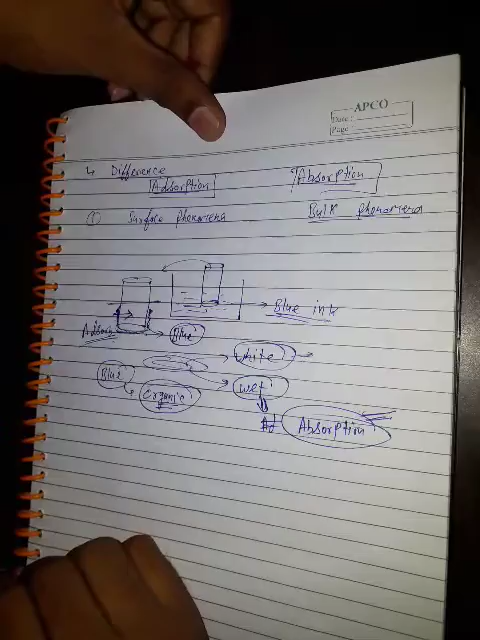 APCO
Date :
Page :
↳ Difference
Adsorption Absorption
① Surface phenomena Bulk phenomena
Blue ink
Blue
White
Blue
Organic
Wet
Ad Absorption